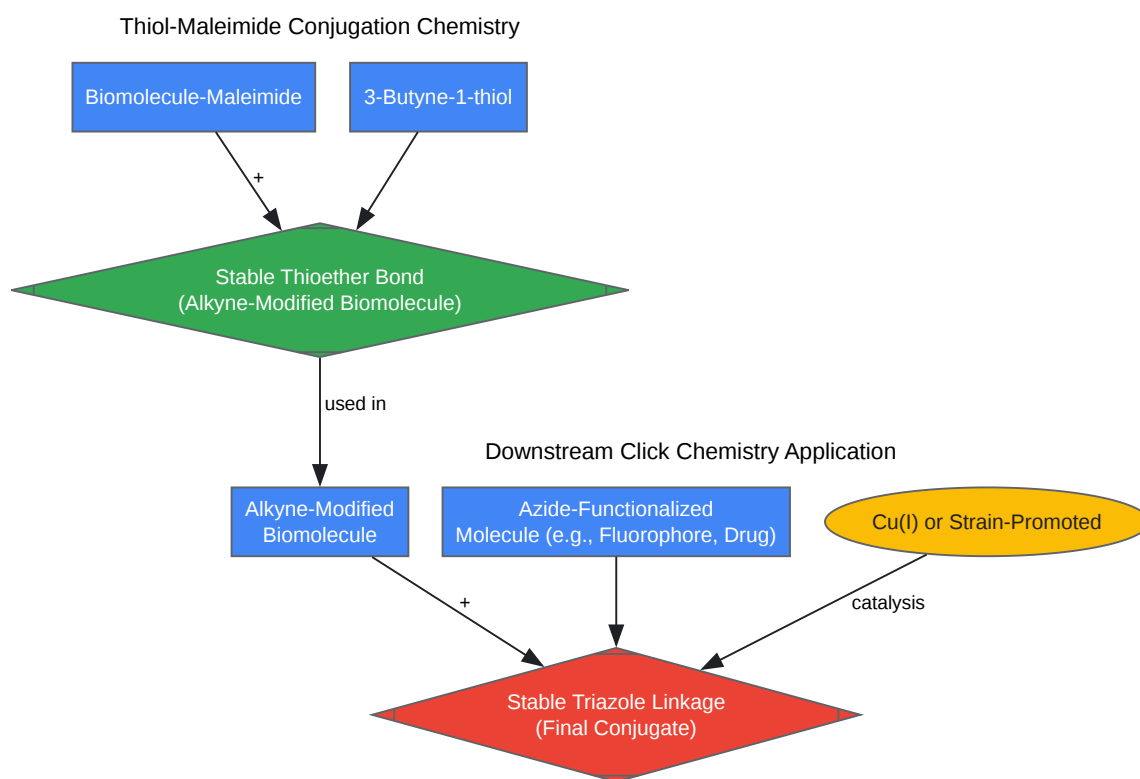 Thiol-Maleimide Conjugation Chemistry
Biomolecule-Maleimide
3-Butyne-1-thiol
+
Stable Thioether Bond
(Alkyne-Modified Biomolecule)
used in
Downstream Click Chemistry Application
Alkyne-Modified
Biomolecule
Azide-Functionalized
Molecule (e.g., Fluorophore, Drug)
Cu(I) or Strain-Promoted
+
catalysis
Stable Triazole Linkage
(Final Conjugate)